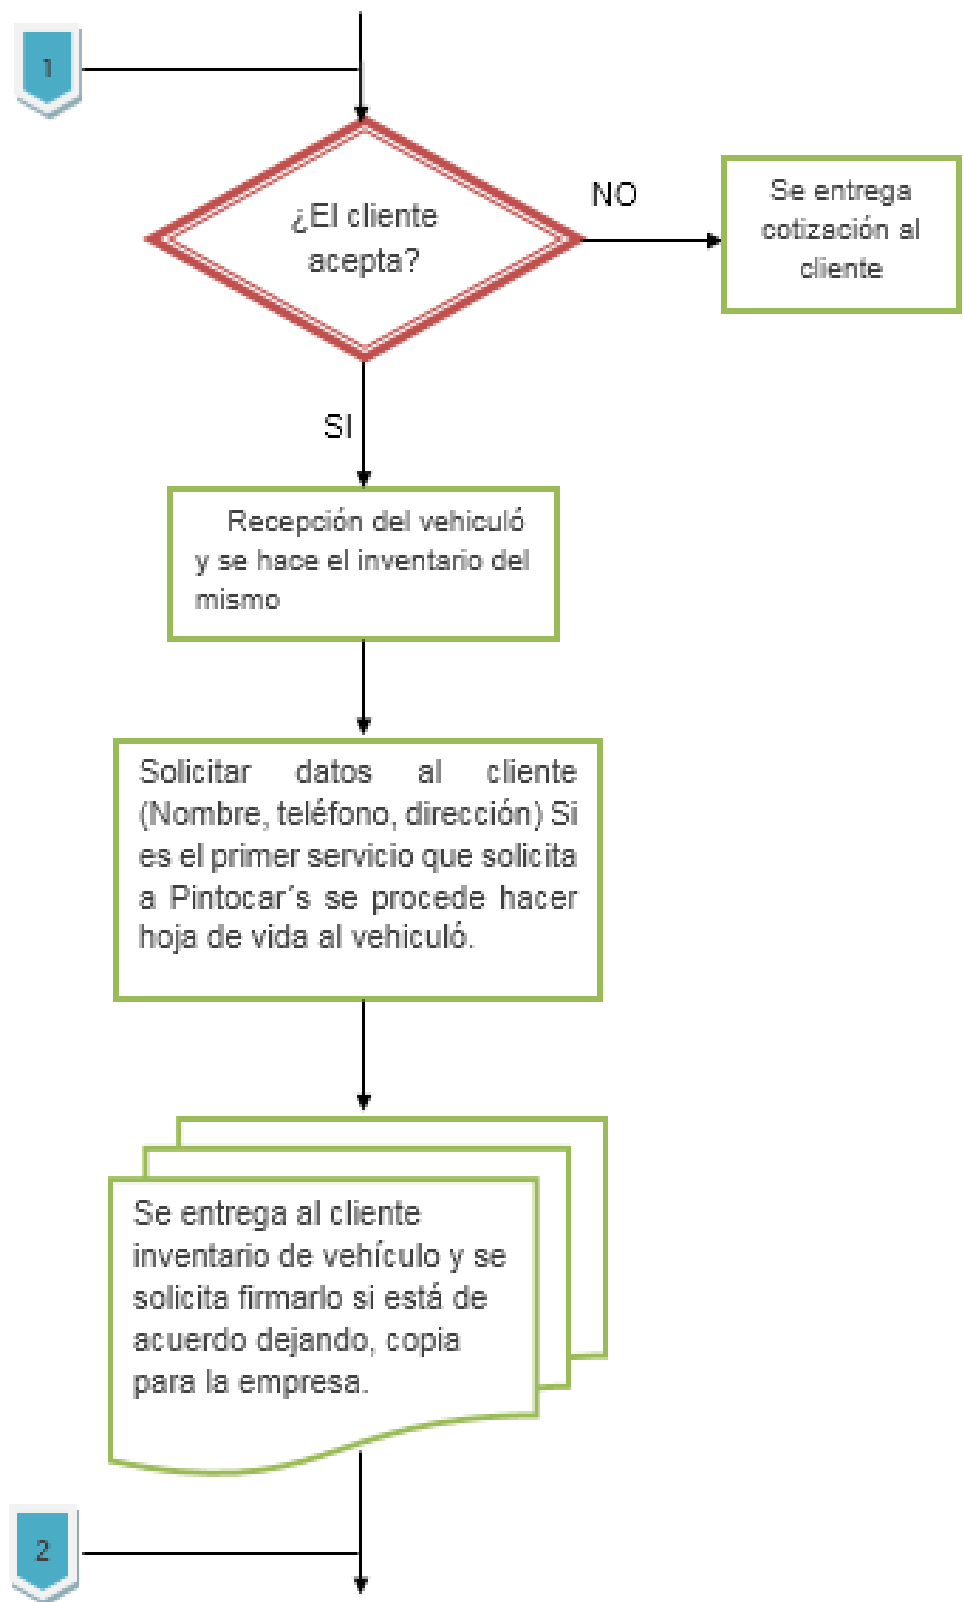 1
¿El cliente
acepta?
NO
Se entrega
cotización al
cliente
SI
Recepción del vehiculó
y se hace el inventario del
mismo
Solicitar datos al cliente
(Nombre, teléfono, dirección) Si
es el primer servicio que solicita
a Pintocar´s se procede hacer
hoja de vida al vehiculó.
Se entrega al cliente
inventario de vehículo y se
solicita firmarlo si está de
acuerdo dejando, copia
para la empresa.
2